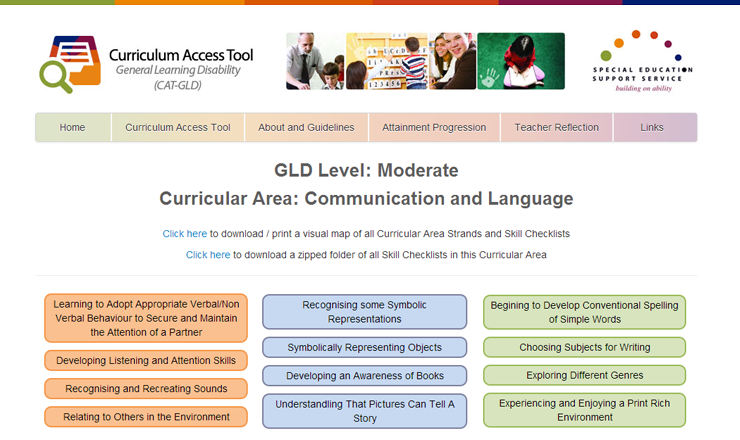 Curriculum Access Tool
General Learning Disability
(CAT-GLD)
SPECIAL EDUCATION
SUPPORT SERVICE
building on ability
Home
Curriculum Access Tool
About and Guidelines
Attainment Progression
Teacher Reflection
Links
GLD Level: Moderate
Curricular Area: Communication and Language
Click here to download / print a visual map of all Curricular Area Strands and Skill Checklists
Click here to download a zipped folder of all Skill Checklists in this Curricular Area
Learning to Adopt Appropriate Verbal/Non
Verbal Behaviour to Secure and Maintain
the Attention of a Partner
Developing Listening and Attention Skills
Recognising and Recreating Sounds
Relating to Others in the Environment
Recognising some Symbolic
Representations
Symbolically Representing Objects
Developing an Awareness of Books
Understanding That Pictures Can Tell A
Story
Begining to Develop Conventional Spelling
of Simple Words
Choosing Subjects for Writing
Exploring Different Genres
Experiencing and Enjoying a Print Rich
Environment